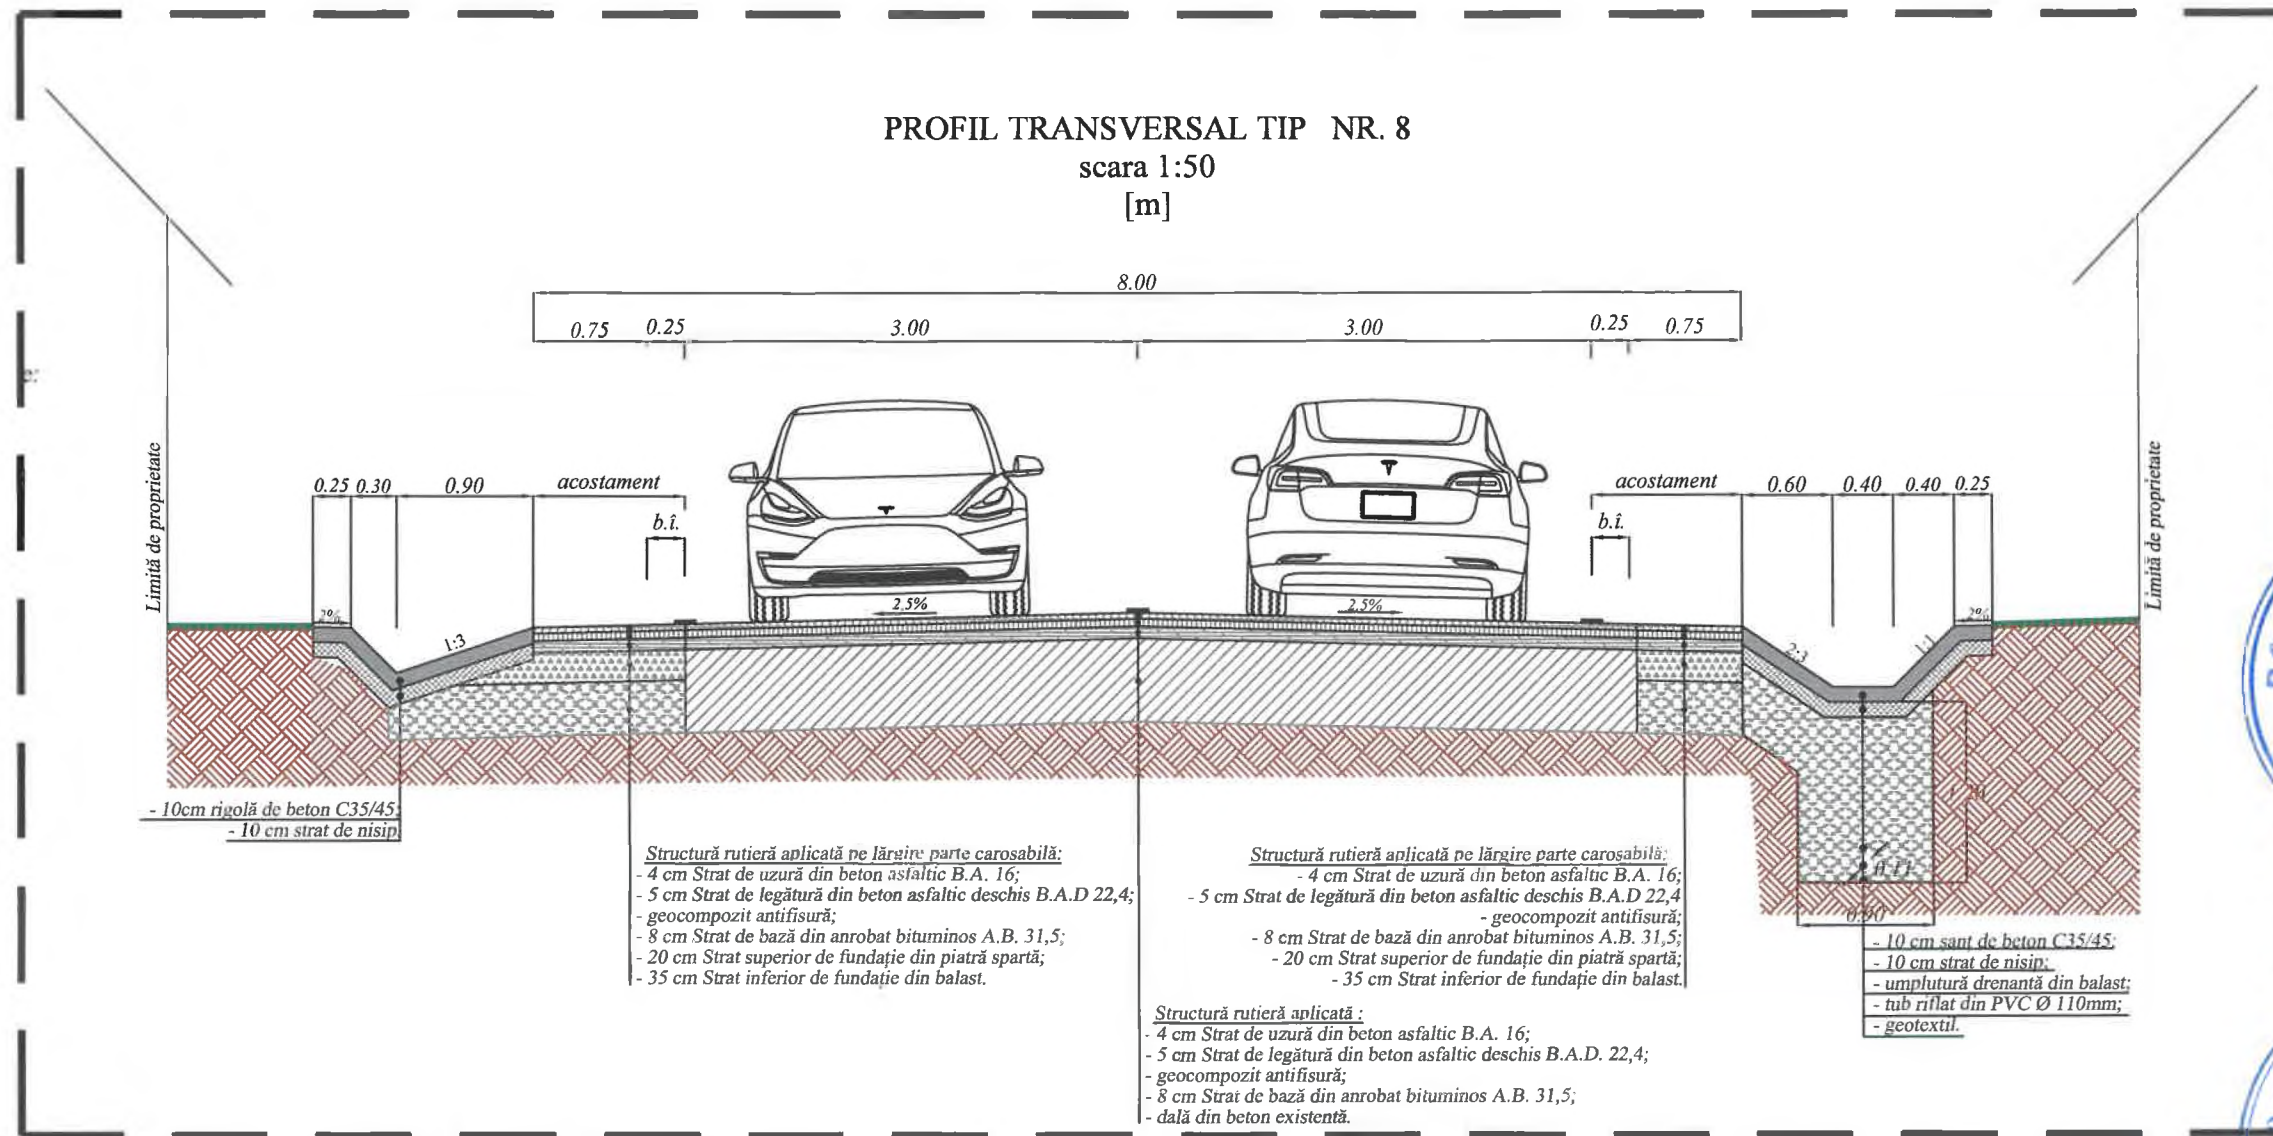 PROFIL TRANSVERSAL TIP NR. 8
scara 1:50
[m]
8.00
0.75 0.25 3.00 3.00 0.25 0.75
Limită de proprietate
0.25 0.30 0.90 acostament
b.î.
acostament 0.60 0.40 0.40 0.25
b.î.
Limită de proprietate
2% 1:3 2.5% 2.5% 2:3 1:1 2%
- 10cm rigolă de beton C35/45;
- 10 cm strat de nisip.
Structură rutieră aplicată pe lărgire parte carosabilă:
- 4 cm Strat de uzură din beton asfaltic B.A. 16;
- 5 cm Strat de legătură din beton asfaltic deschis B.A.D 22,4;
- geocompozit antifisură;
- 8 cm Strat de bază din anrobat bituminos A.B. 31,5;
- 20 cm Strat superior de fundație din piatră spartă;
- 35 cm Strat inferior de fundație din balast.
Structură rutieră aplicată pe lărgire parte carosabilă:
- 4 cm Strat de uzură din beton asfaltic B.A. 16;
- 5 cm Strat de legătură din beton asfaltic deschis B.A.D 22,4
- geocompozit antifisură;
- 8 cm Strat de bază din anrobat bituminos A.B. 31,5;
- 20 cm Strat superior de fundație din piatră spartă;
- 35 cm Strat inferior de fundație din balast.
Structură rutieră aplicată :
- 4 cm Strat de uzură din beton asfaltic B.A. 16;
- 5 cm Strat de legătură din beton asfaltic deschis B.A.D. 22,4;
- geocompozit antifisură;
- 8 cm Strat de bază din anrobat bituminos A.B. 31,5;
- dală din beton existentă.
0.11
0.90
- 10 cm șanț de beton C35/45;
- 10 cm strat de nisip;
- umplutură drenantă din balast;
- tub riflat din PVC Ø 110mm;
- geotextil.